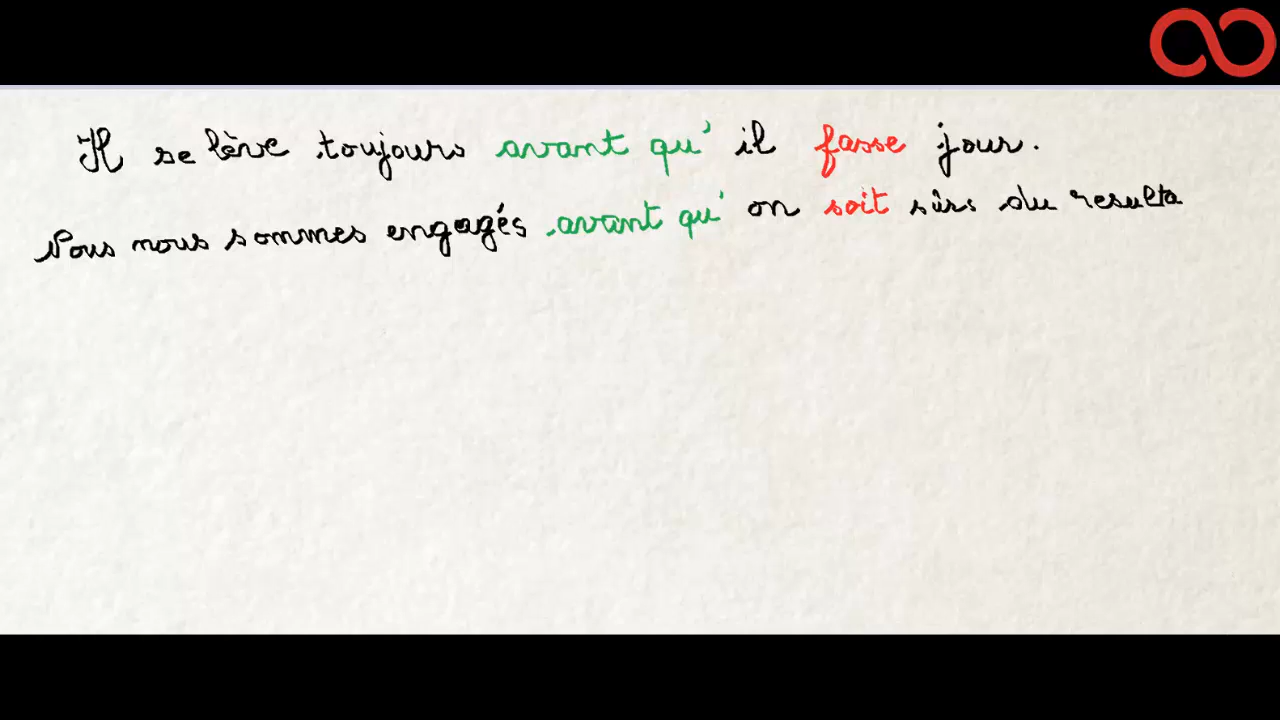 Il se lève toujours avant qu' il fasse jour.
Nous nous sommes engagés avant qu' on soit sûrs du resulta